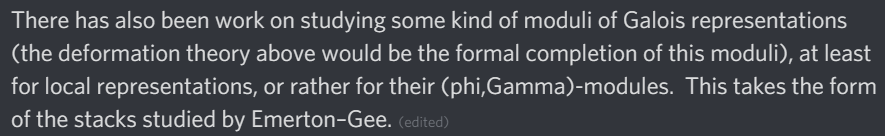 There has also been work on studying some kind of moduli of Galois representations
(the deformation theory above would be the formal completion of this moduli), at least
for local representations, or rather for their (phi,Gamma)-modules.  This takes the form
of the stacks studied by Emerton–Gee. (edited)